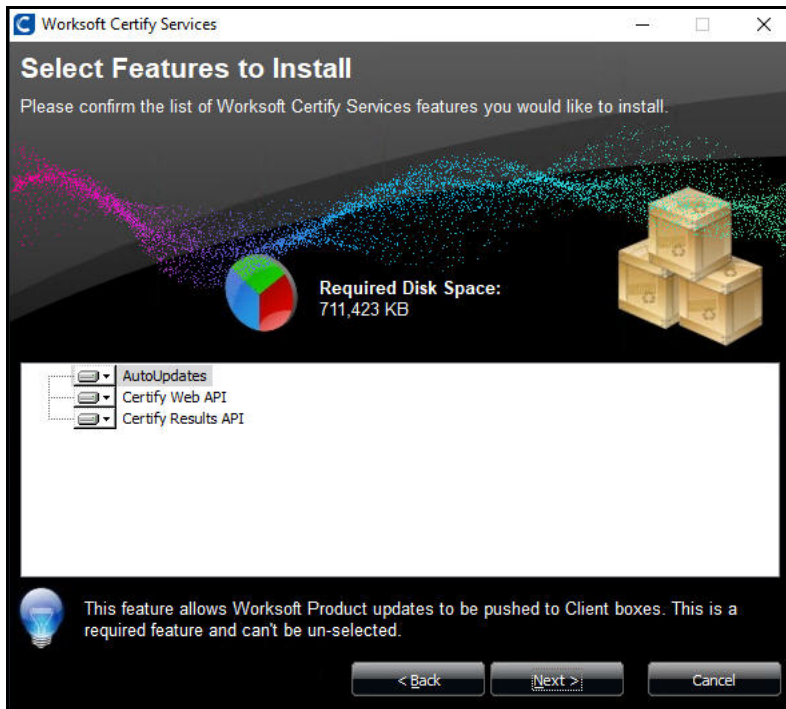 Worksoft Certify Services
Select Features to Install
Please confirm the list of Worksoft Certify Services features you would like to install.
Required Disk Space:
711,423 KB
AutoUpdates
Certify Web API
Certify Results API
This feature allows Worksoft Product updates to be pushed to Client boxes. This is a
required feature and can't be un-selected.
< Back
Next >
Cancel